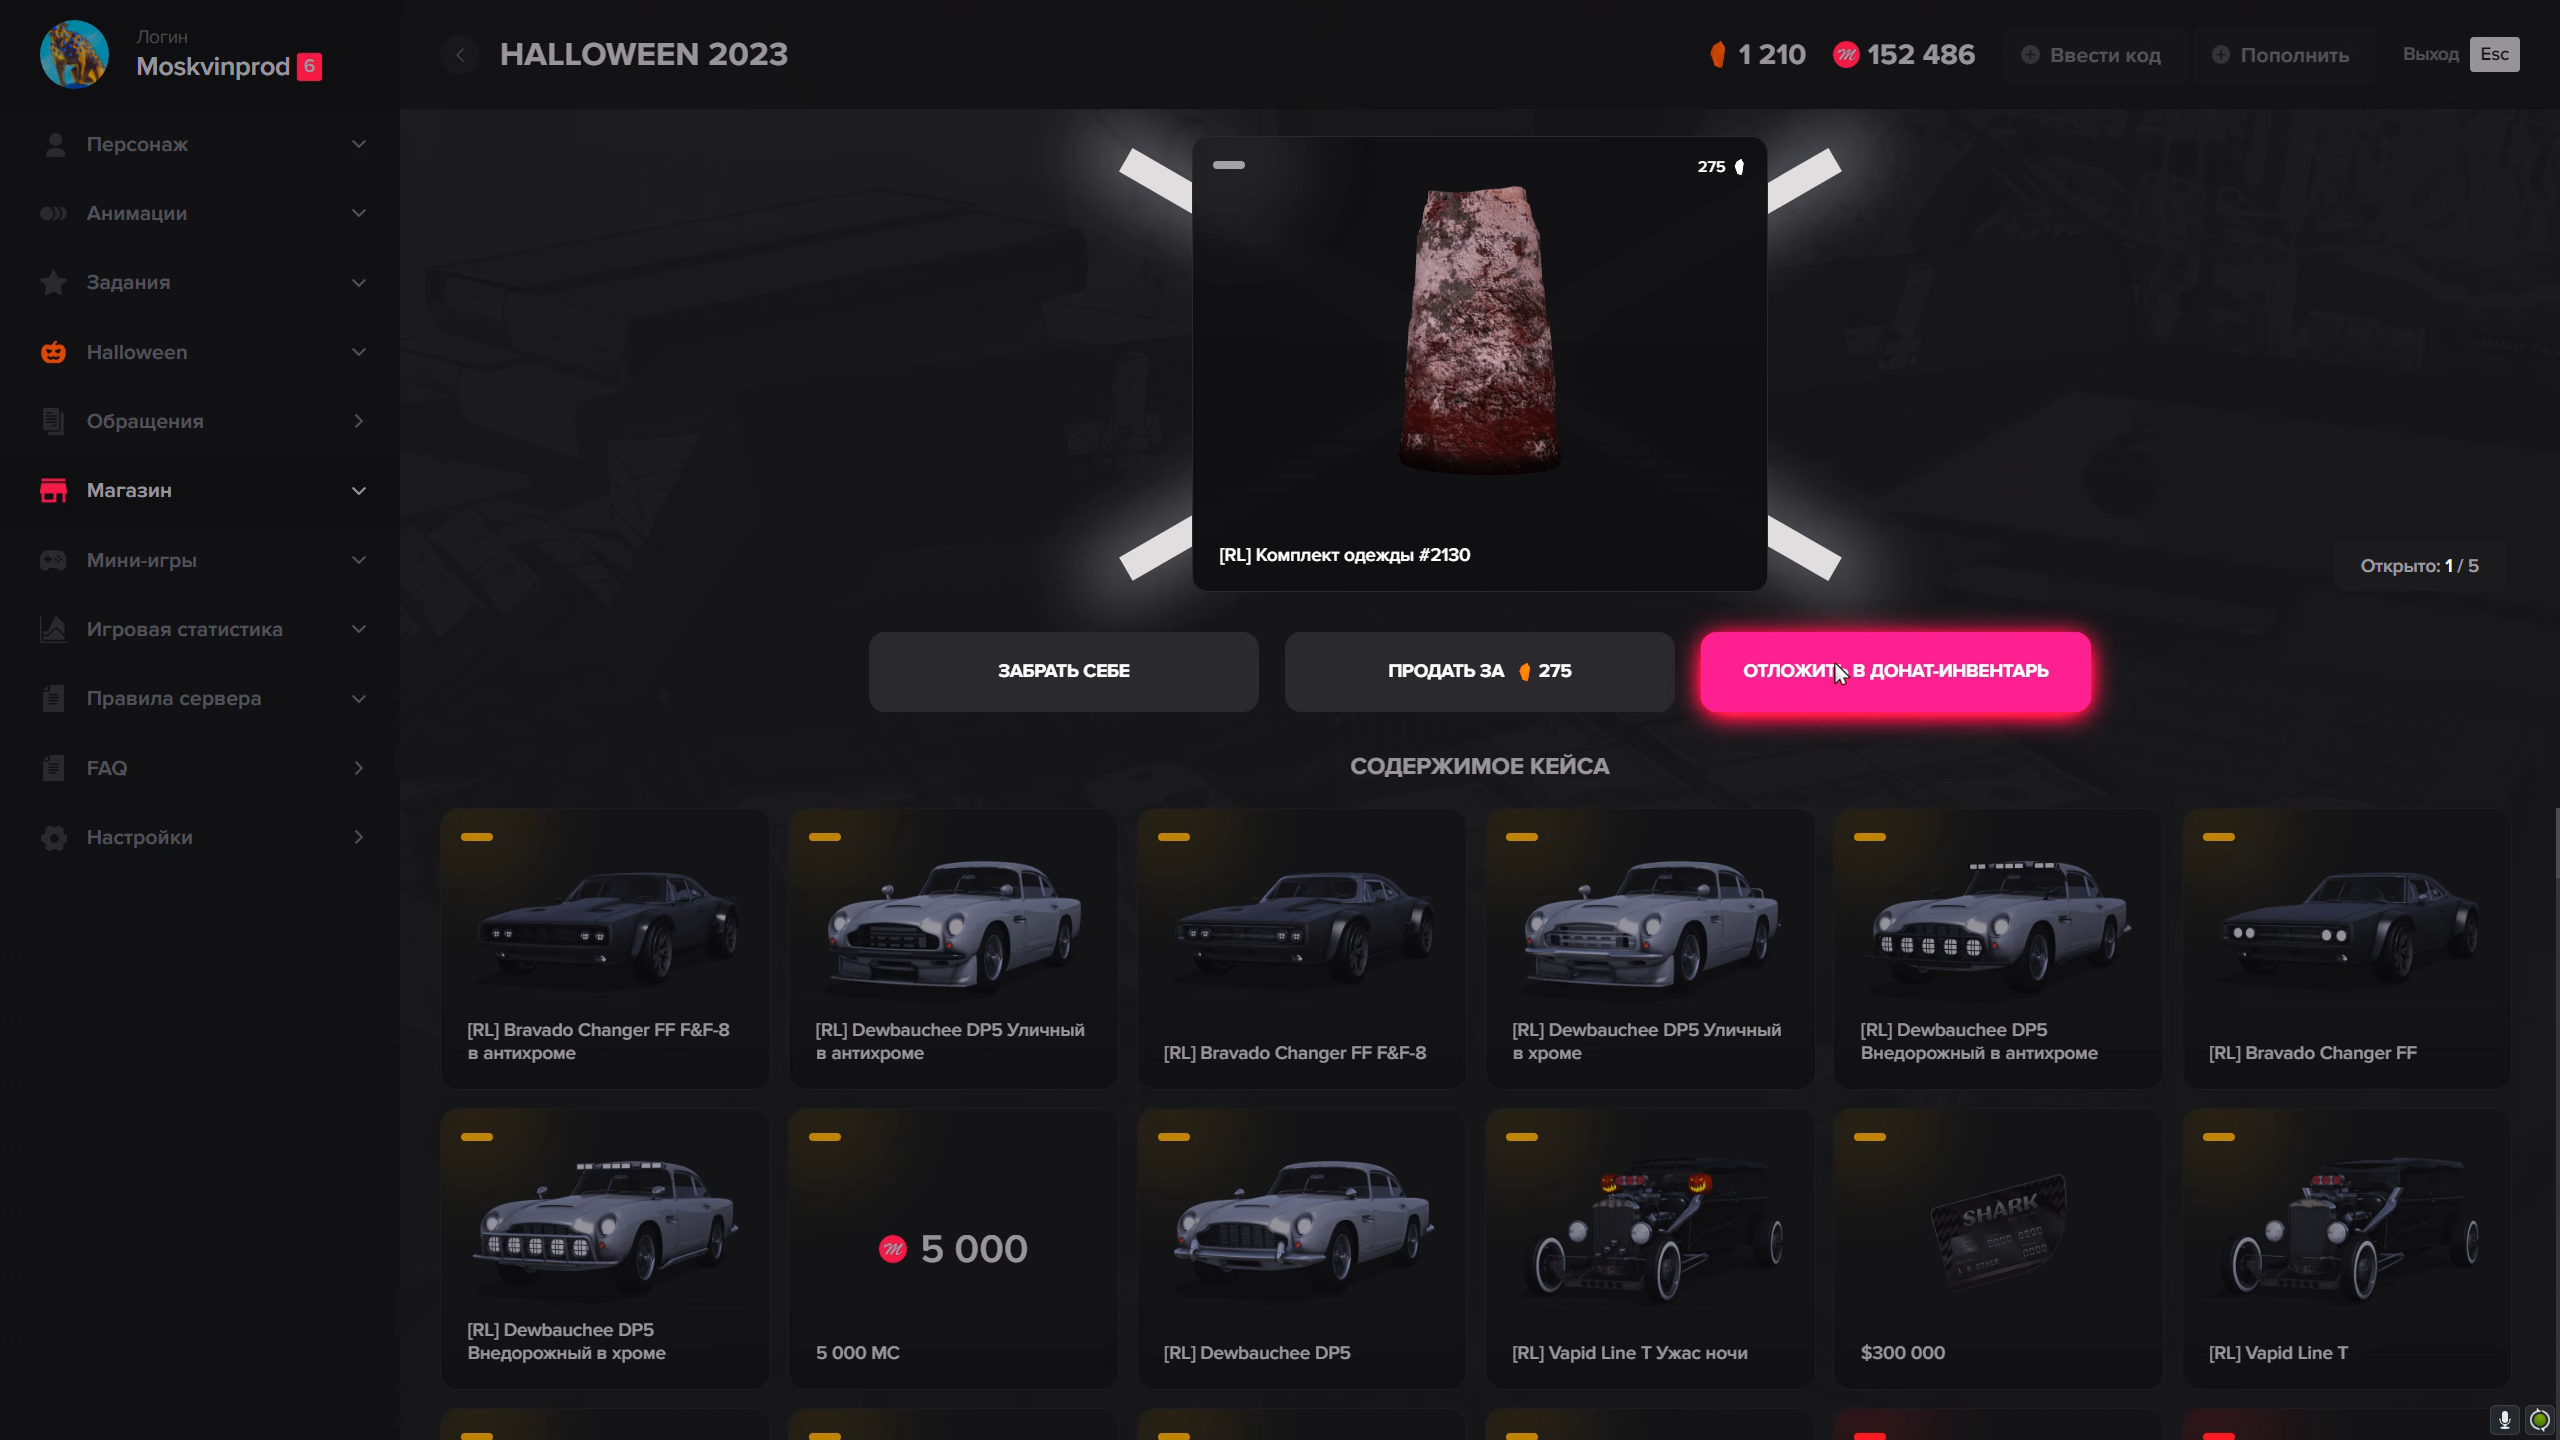 Логин
Moskvinprod 6
HALLOWEEN 2023
1 210
152 486
Ввести код
Пополнить
Выход
Esc
Персонаж
Анимации
Задания
Halloween
Обращения
Магазин
Мини-игры
Игровая статистика
Правила сервера
FAQ
Настройки
275
[RL] Комплект одежды #2130
Открыто: 1 / 5
ЗАБРАТЬ СЕБЕ
ПРОДАТЬ ЗА 275
ОТЛОЖИТЬ В ДОНАТ-ИНВЕНТАРЬ
СОДЕРЖИМОЕ КЕЙСА
[RL] Bravado Changer FF F&F-8
в антихроме
[RL] Dewbauchee DP5 Уличный
в антихроме
[RL] Bravado Changer FF F&F-8
[RL] Dewbauchee DP5 Уличный
в хроме
[RL] Dewbauchee DP5
Внедорожный в антихроме
[RL] Bravado Changer FF
[RL] Dewbauchee DP5
Внедорожный в хроме
5 000
5 000 MC
[RL] Dewbauchee DP5
[RL] Vapid Line T Ужас ночи
SHARK
$300 000
[RL] Vapid Line T